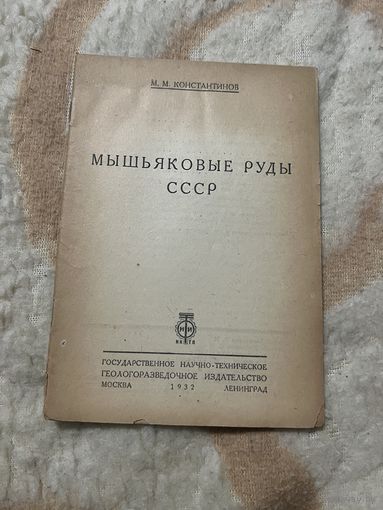 М. М. КОНСТАНТИНОВ
МЫШЬЯКОВЫЕ РУДЫ
СССР
ГОСУДАРСТВЕННОЕ НАУЧНО-ТЕХНИЧЕСКОЕ
ГЕОЛОГОРАЗВЕДОЧНОЕ ИЗДАТЕЛЬСТВО
МОСКВА 1932 ЛЕНИНГРАД